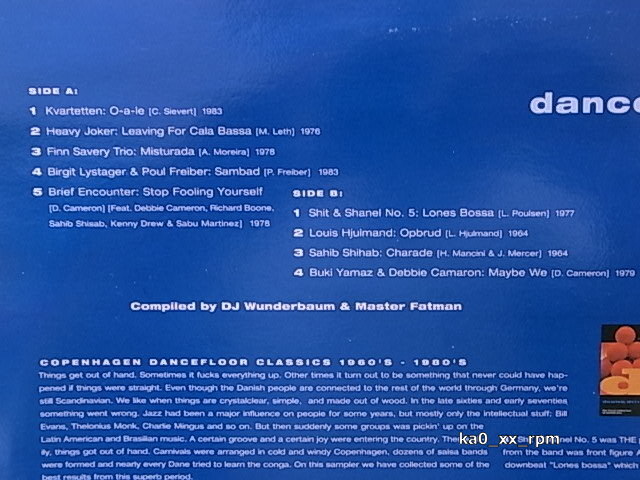 dance
SIDE A:
1 Kvartetten: O-a-le [C. Sievert] 1983
2 Heavy Joker: Leaving For Cala Bassa [M. Leth] 1976
3 Finn Savery Trio: Misturada [A. Moreira] 1978
4 Birgit Lystager & Poul Freiber: Sambad [P. Freiber] 1983
5 Brief Encounter: Stop Fooling Yourself
[D. Cameron] [Feat. Debbie Cameron, Richard Boone,
Sahib Shisab, Kenny Drew & Sabu Martinez] 1978
SIDE B:
1 Shit & Shanel No. 5: Lones Bossa [L. Poulsen] 1977
2 Louis Hjulmand: Opbrud [L. Hjulmand] 1964
3 Sahib Shihab: Charade [H. Mancini & J. Mercer] 1964
4 Buki Yamaz & Debbie Camaron: Maybe We [D. Cameron] 1979
Compiled by DJ Wunderbaum & Master Fatman
COPENHAGEN DANCEFLOOR CLASSICS 1960'S - 1980'S
Things get out of hand. Sometimes it fucks everything up. Other times it turn out to be something that never could have hap-
pened if things were straight. Even though the Danish people are connected to the rest of the world through Germany, we're
still Scandinavian. We like when things are crystalclear, simple, and made out of wood. In the late sixties and early seventies,
something went wrong. Jazz had been a major influence on people for some years, but mostly only the intellectual stuff; Bill
Evans, Thelonius Monk, Charlie Mingus and so on. But then suddenly some groups was pickin' up on the
Latin American and Brasilian music. A certain groove and a certain joy were entering the country.
ily, things got out of hand. Carnivals were arranged in cold and windy Copenhagen, dozens of salsa bands
were formed and nearly every Dane tried to learn the conga. On this sampler we have collected some of the
best results from this superb period.
Shanel No. 5 was THE
from the band was front figure A
downbeat "Lones bossa" which
ka0_xx_rpm